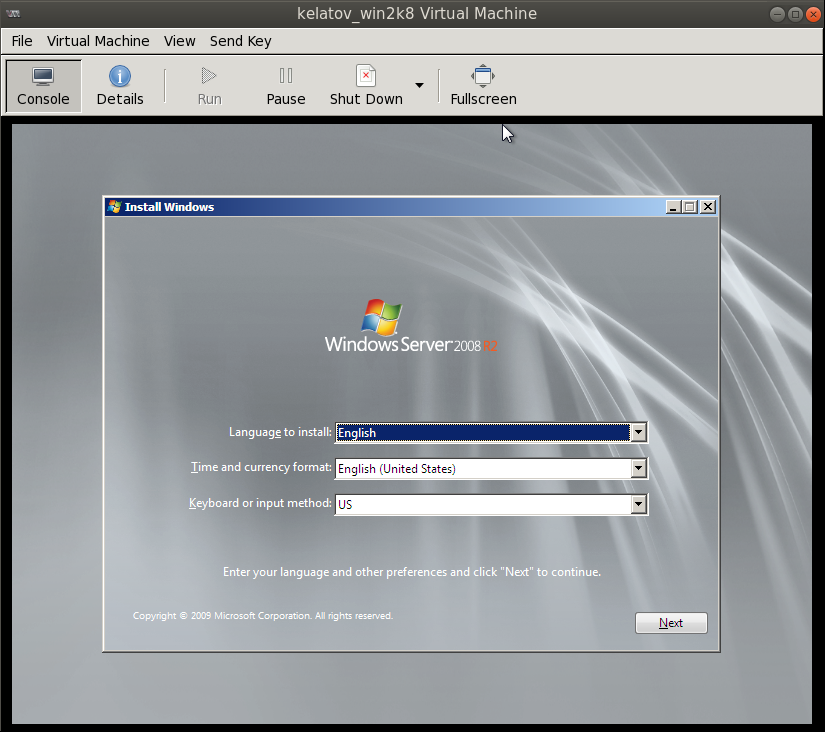 kelatov_win2k8 Virtual Machine
File Virtual Machine View Send Key
Console Details Run Pause Shut Down Fullscreen
Install Windows
Windows Server 2008 R2
Language to install: English
Time and currency format: English (United States)
Keyboard or input method: US
Enter your language and other preferences and click "Next" to continue.
Copyright © 2009 Microsoft Corporation. All rights reserved.
Next